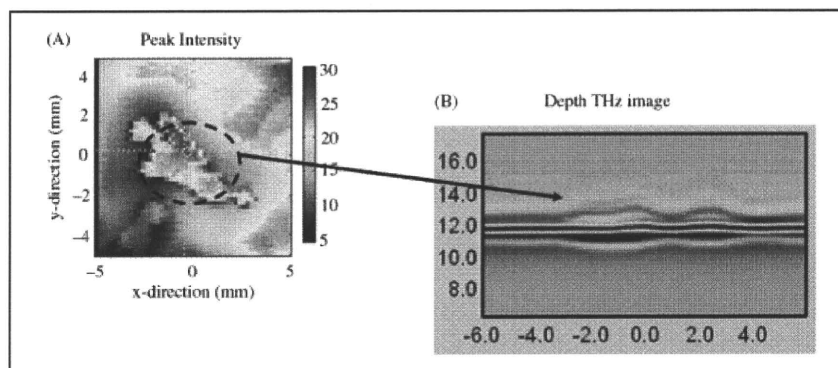 (A) Peak Intensity
4
2
0
−2
−4
y-direction (mm)
−5 0 5
x-direction (mm)
30
25
20
15
10
5
(B) Depth THz image
16.0
14.0
12.0
10.0
8.0
-6.0 -4.0 -2.0 0.0 2.0 4.0